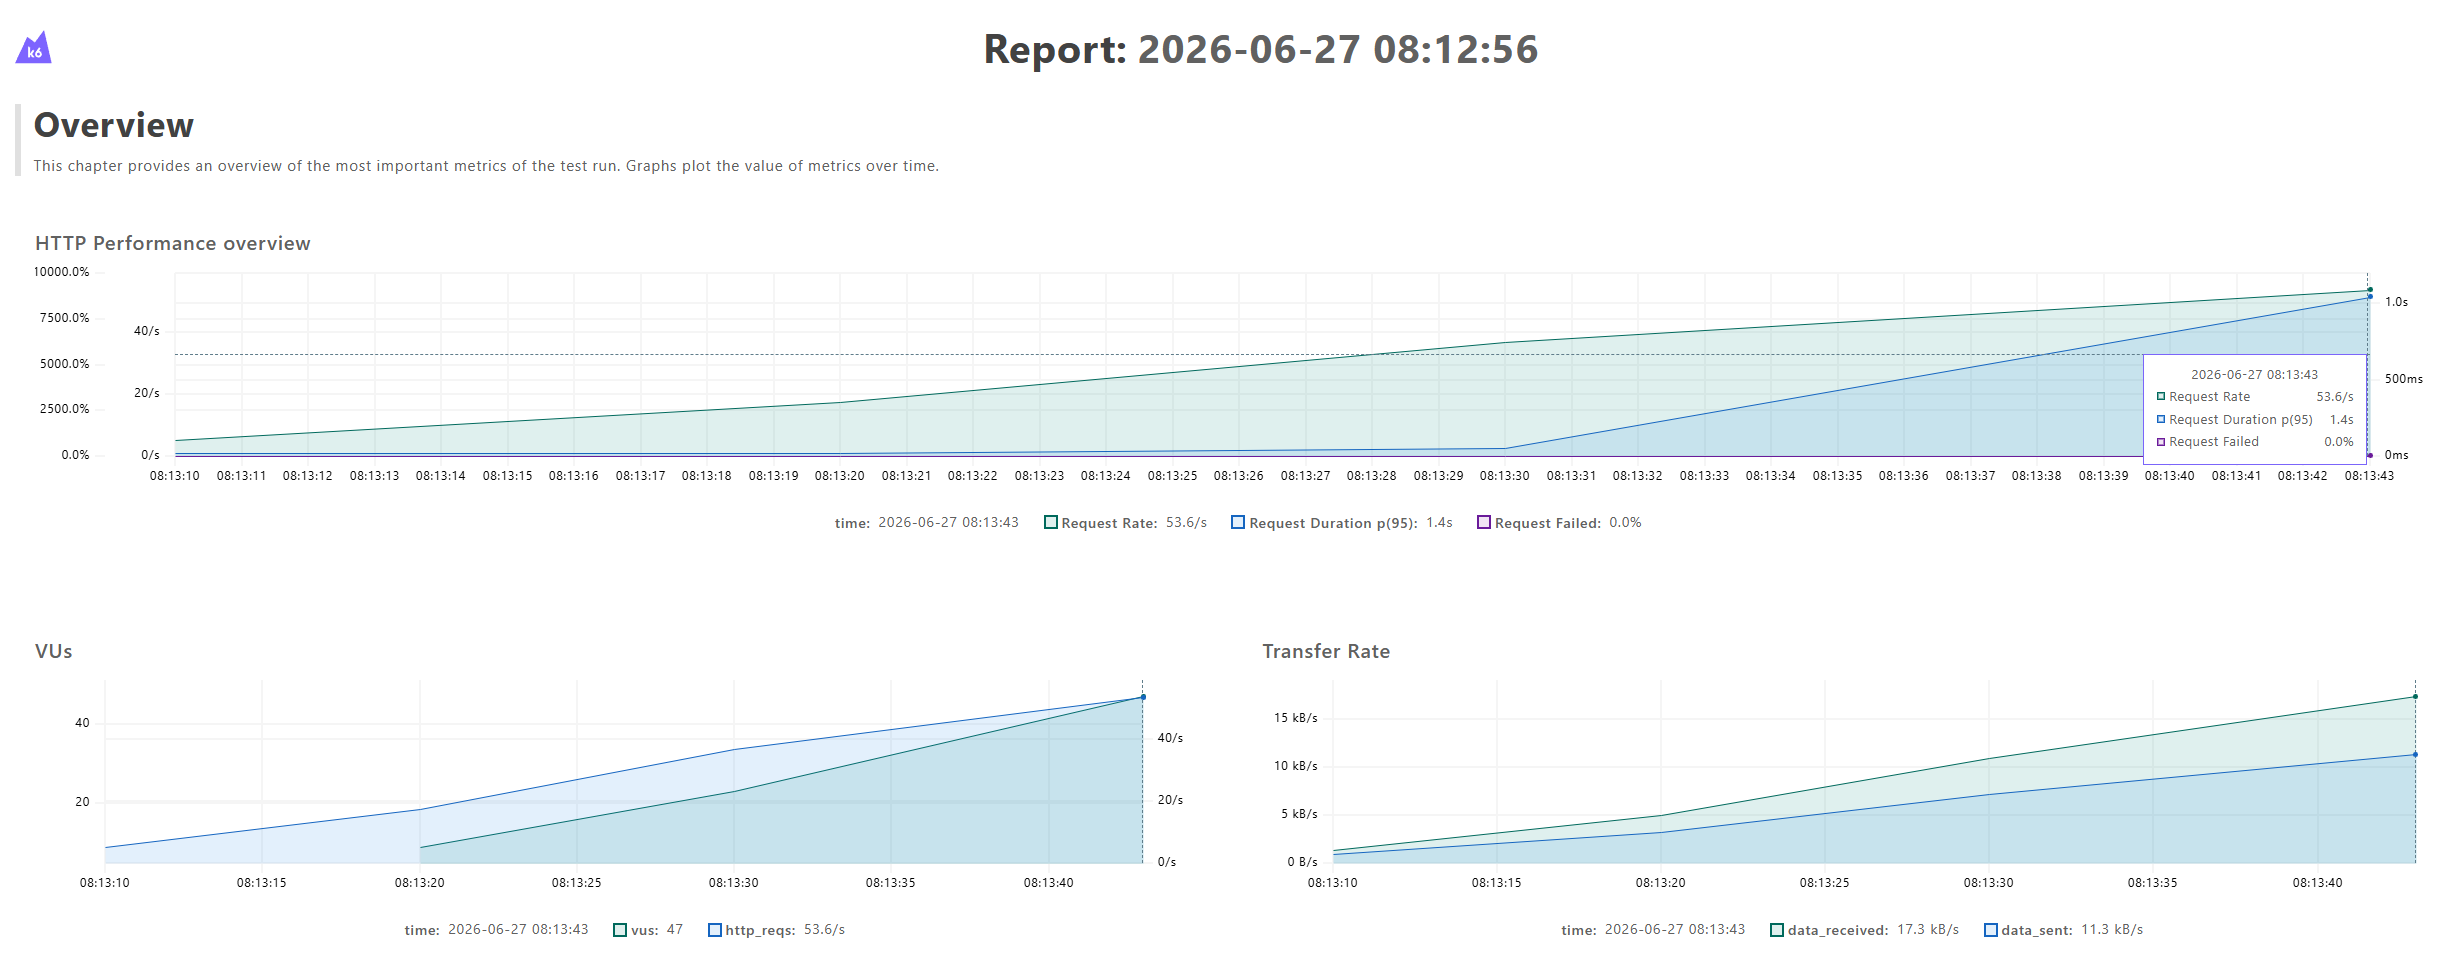 k6
Report: 2026-06-27 08:12:56
Overview
This chapter provides an overview of the most important metrics of the test run. Graphs plot the value of metrics over time.
HTTP Performance overview
10000.0%
7500.0%
5000.0%
2500.0%
0.0%
40/s
20/s
0/s
1.0s
500ms
0ms
2026-06-27 08:13:43
Request Rate 53.6/s
Request Duration p(95) 1.4s
Request Failed 0.0%
08:13:10 08:13:11 08:13:12 08:13:13 08:13:14 08:13:15 08:13:16 08:13:17 08:13:18 08:13:19 08:13:20 08:13:21 08:13:22 08:13:23 08:13:24 08:13:25 08:13:26 08:13:27 08:13:28 08:13:29 08:13:30 08:13:31 08:13:32 08:13:33 08:13:34 08:13:35 08:13:36 08:13:37 08:13:38 08:13:39 08:13:40 08:13:41 08:13:42 08:13:43
time: 2026-06-27 08:13:43 Request Rate: 53.6/s Request Duration p(95): 1.4s Request Failed: 0.0%
VUs
40
20
40/s
20/s
0/s
08:13:10 08:13:15 08:13:20 08:13:25 08:13:30 08:13:35 08:13:40
time: 2026-06-27 08:13:43 vus: 47 http_reqs: 53.6/s
Transfer Rate
15 kB/s
10 kB/s
5 kB/s
0 B/s
08:13:10 08:13:15 08:13:20 08:13:25 08:13:30 08:13:35 08:13:40
time: 2026-06-27 08:13:43 data_received: 17.3 kB/s data_sent: 11.3 kB/s